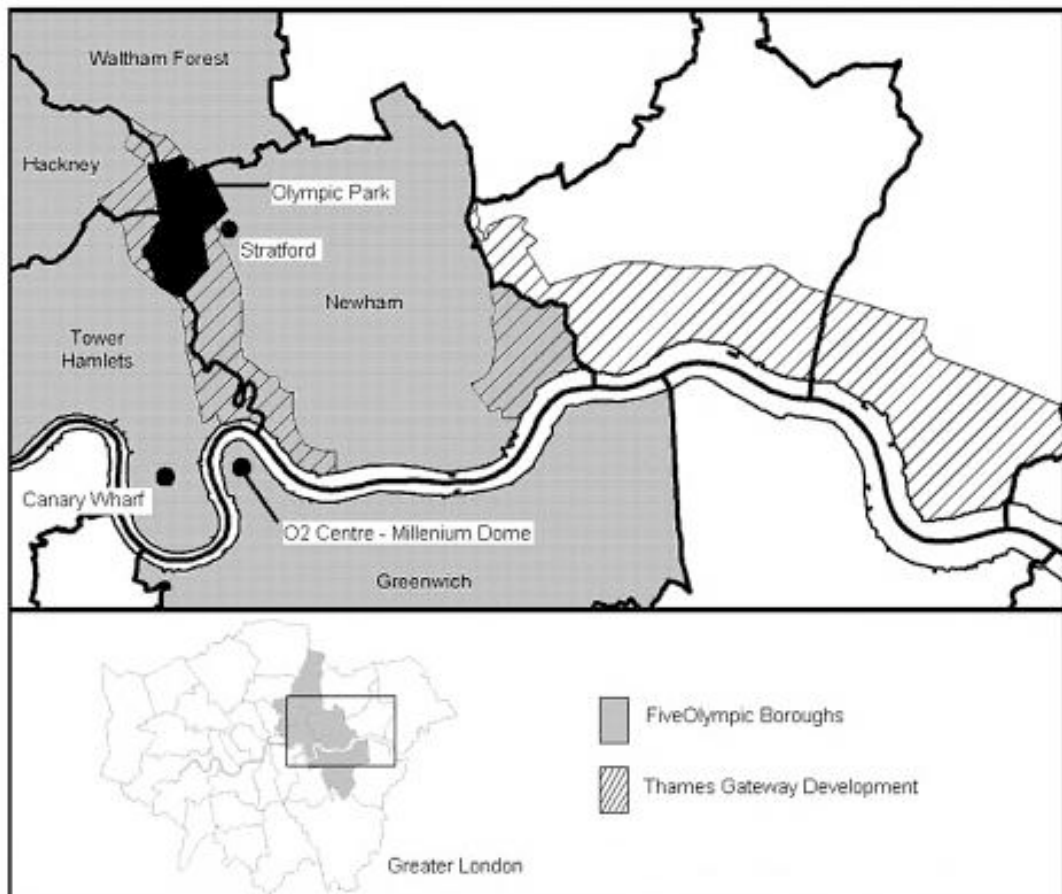 Waltham Forest
Hackney
Olympic Park
Stratford
Newham
Tower
Hamlets
Canary Wharf
O2 Centre - Millenium Dome
Greenwich
FiveOlympic Boroughs
Thames Gateway Development
Greater London